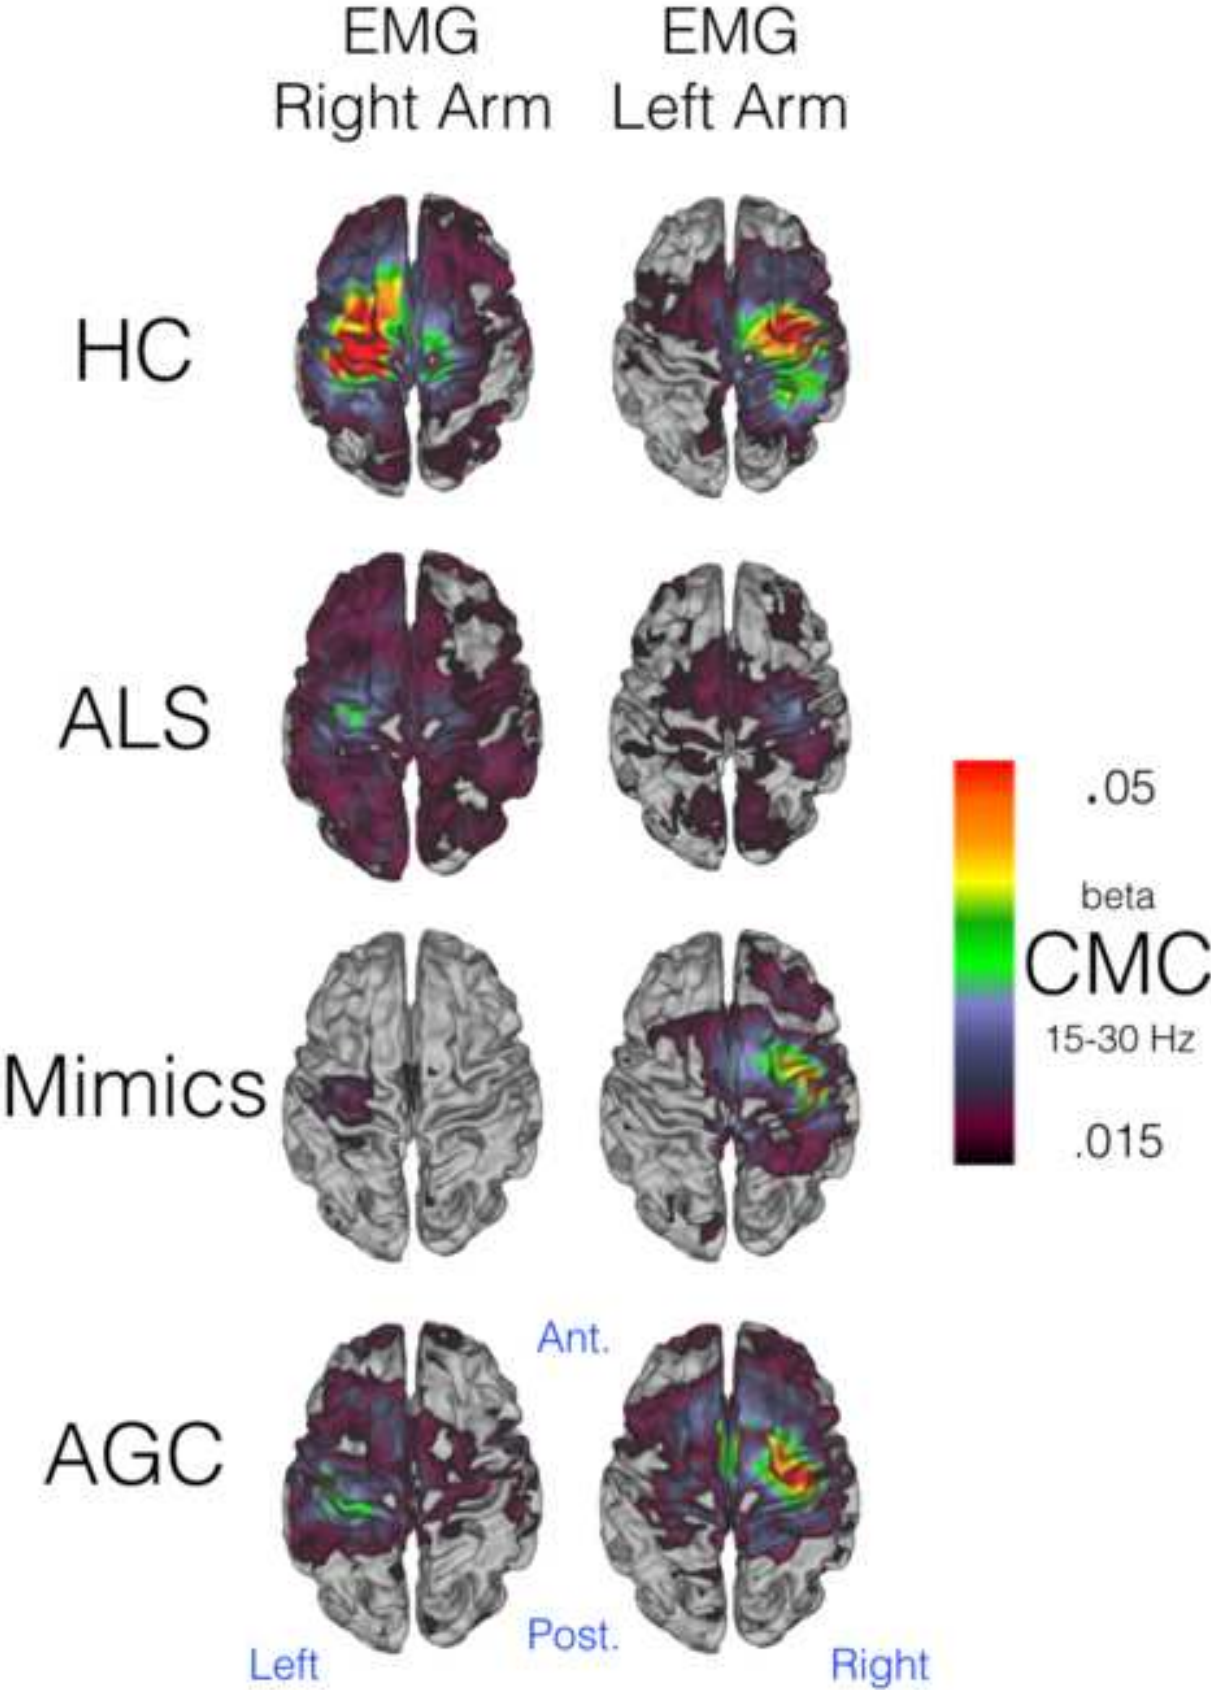 EMG
Right Arm
EMG
Left Arm
HC
ALS
.05
beta
CMC
15-30 Hz
.015
Mimics
Ant.
AGC
Post.
Left
Right